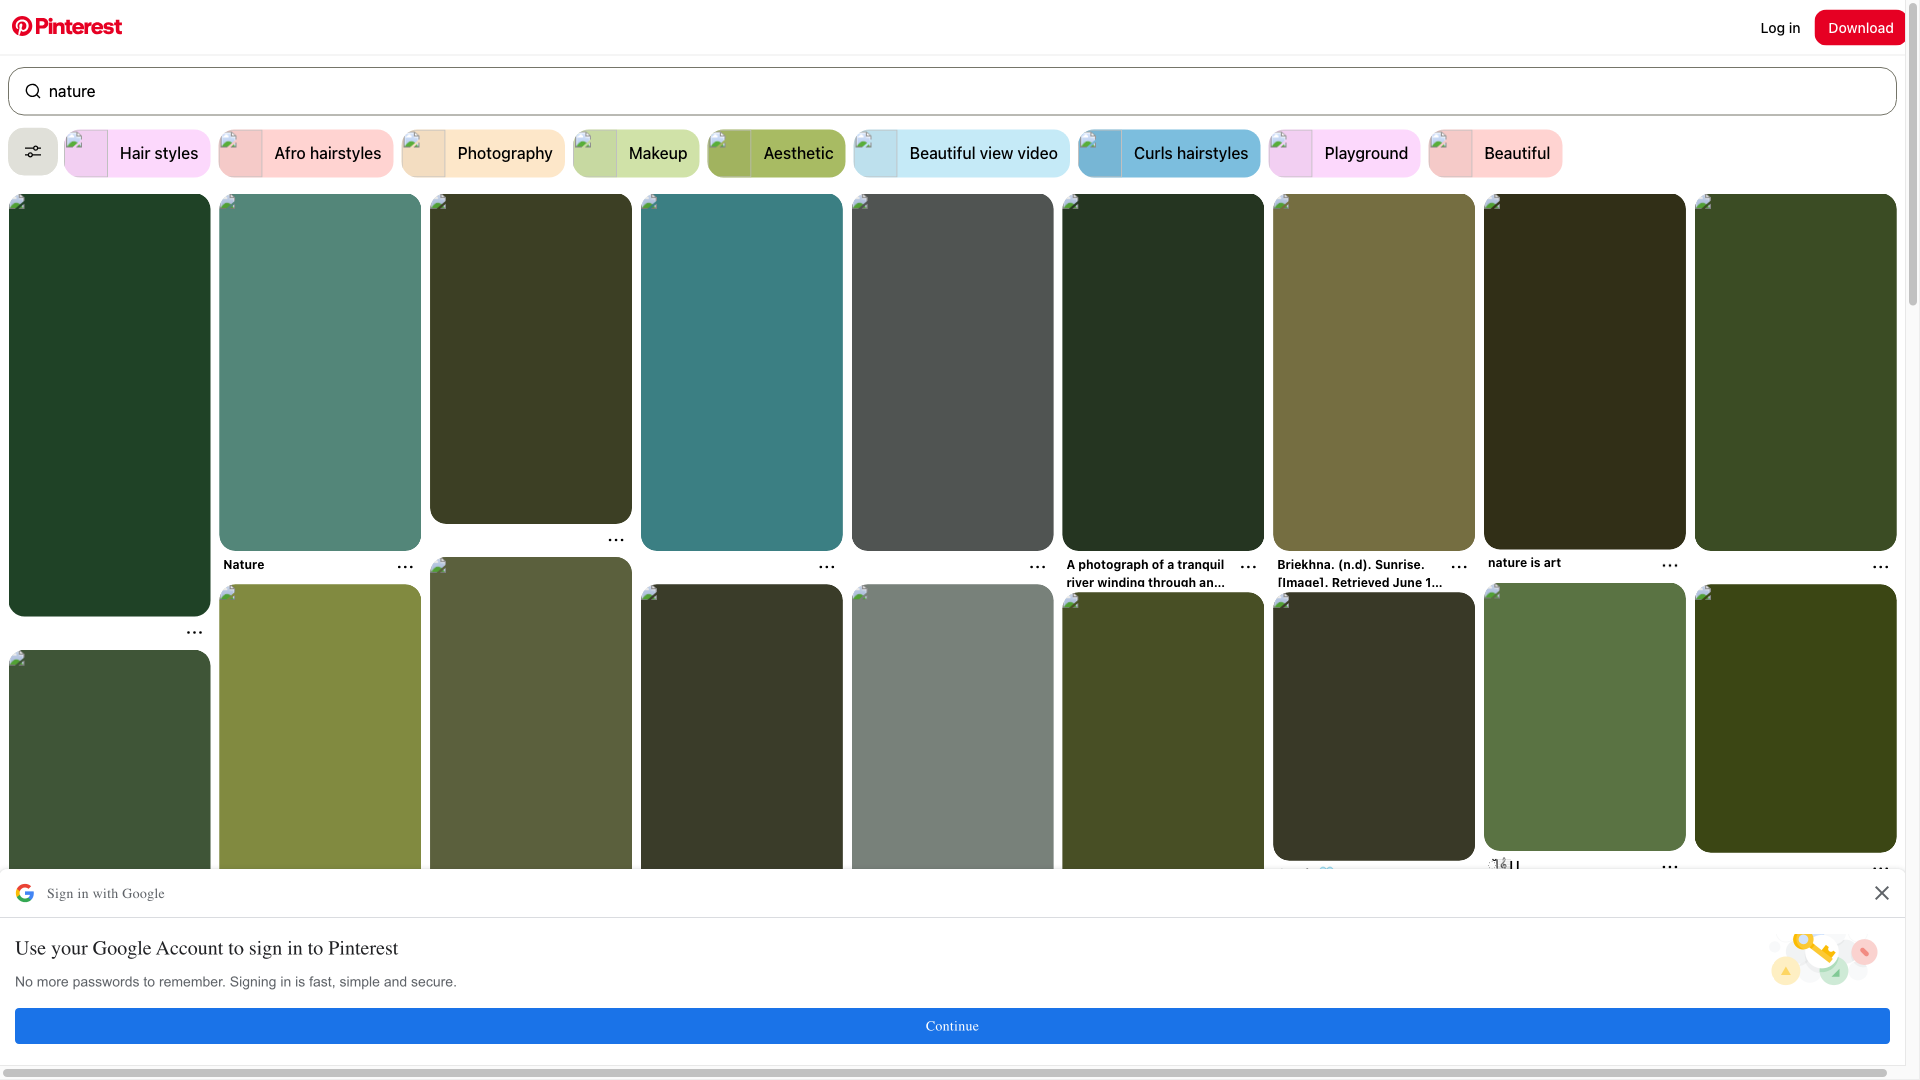 Pinterest
Log in
Download
nature
Hair styles
Afro hairstyles
Photography
Makeup
Aesthetic
Beautiful view video
Curls hairstyles
Playground
Beautiful
Nature
A photograph of a tranquil
river winding through an...
Briekhna. (n.d). Sunrise.
[Image]. Retrieved June 1...
nature is art
Sign in with Google
Use your Google Account to sign in to Pinterest
No more passwords to remember. Signing in is fast, simple and secure.
Continue